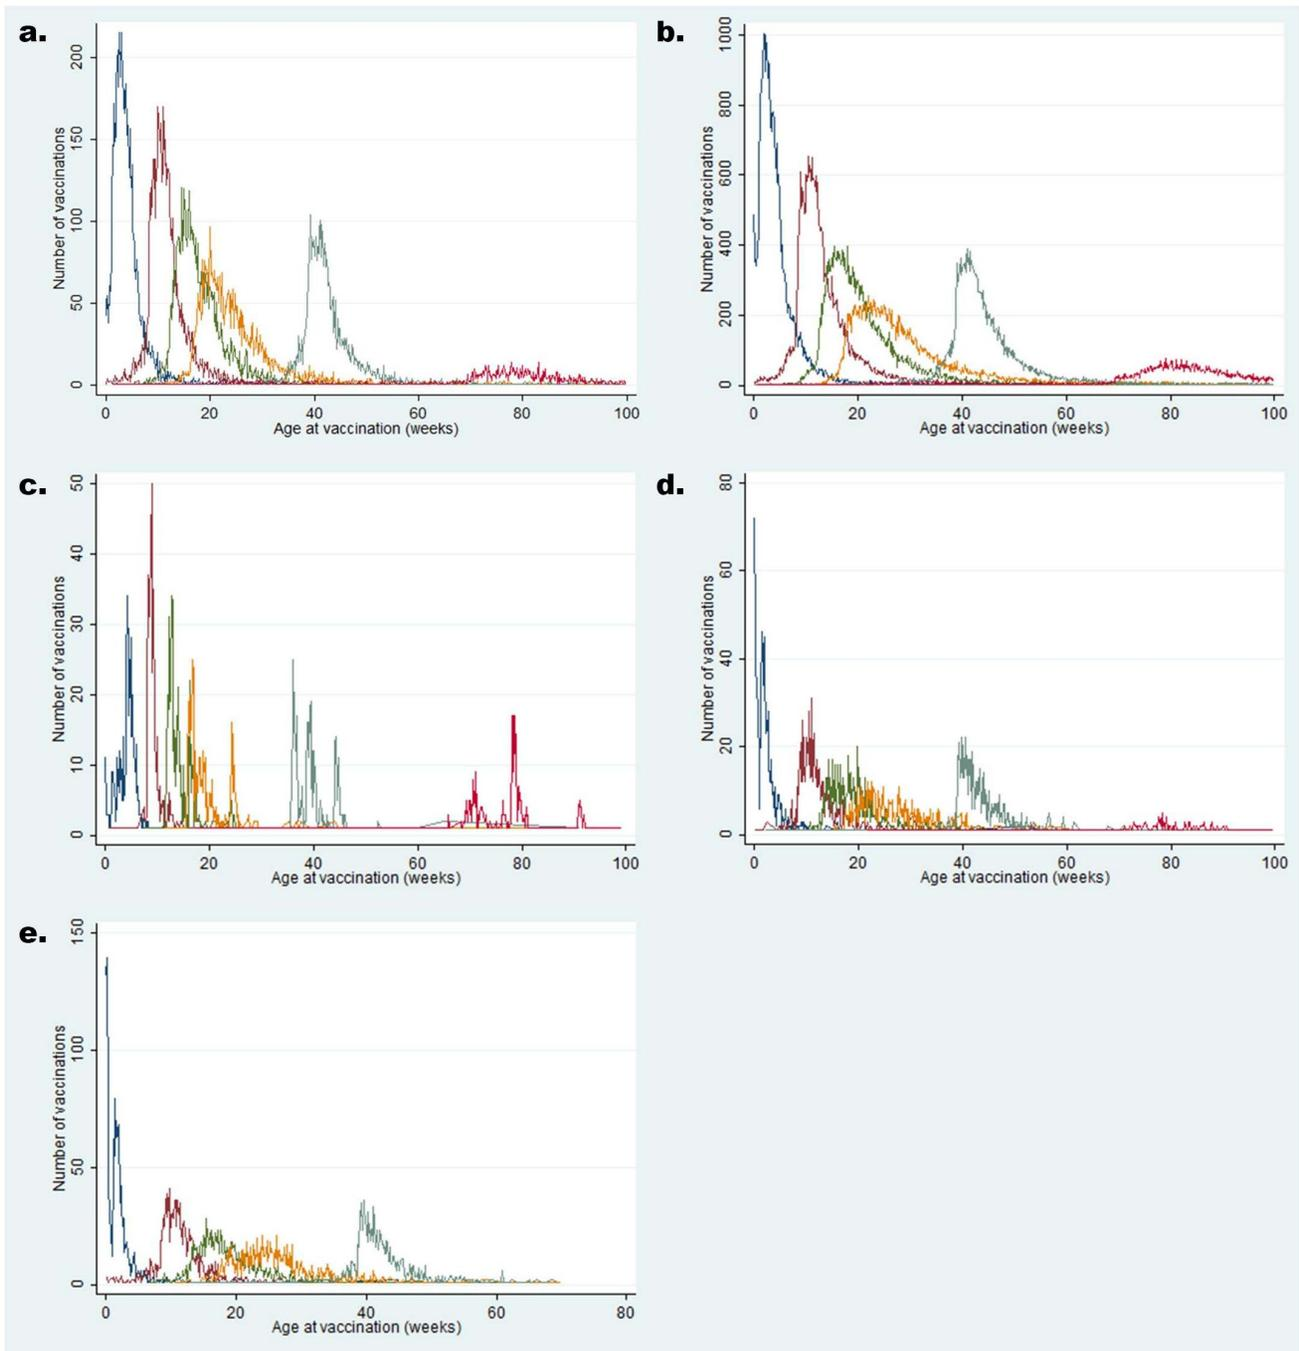 a.
Number of vaccinations
200
150
100
50
0
0 20 40 60 80 100
Age at vaccination (weeks)
b.
Number of vaccinations
1000
800
600
400
200
0
0 20 40 60 80 100
Age at vaccination (weeks)
c.
Number of vaccinations
50
40
30
20
10
0
0 20 40 60 80 100
Age at vaccination (weeks)
d.
Number of vaccinations
80
60
40
20
0
0 20 40 60 80 100
Age at vaccination (weeks)
e.
Number of vaccinations
150
100
50
0
0 20 40 60 80
Age at vaccination (weeks)